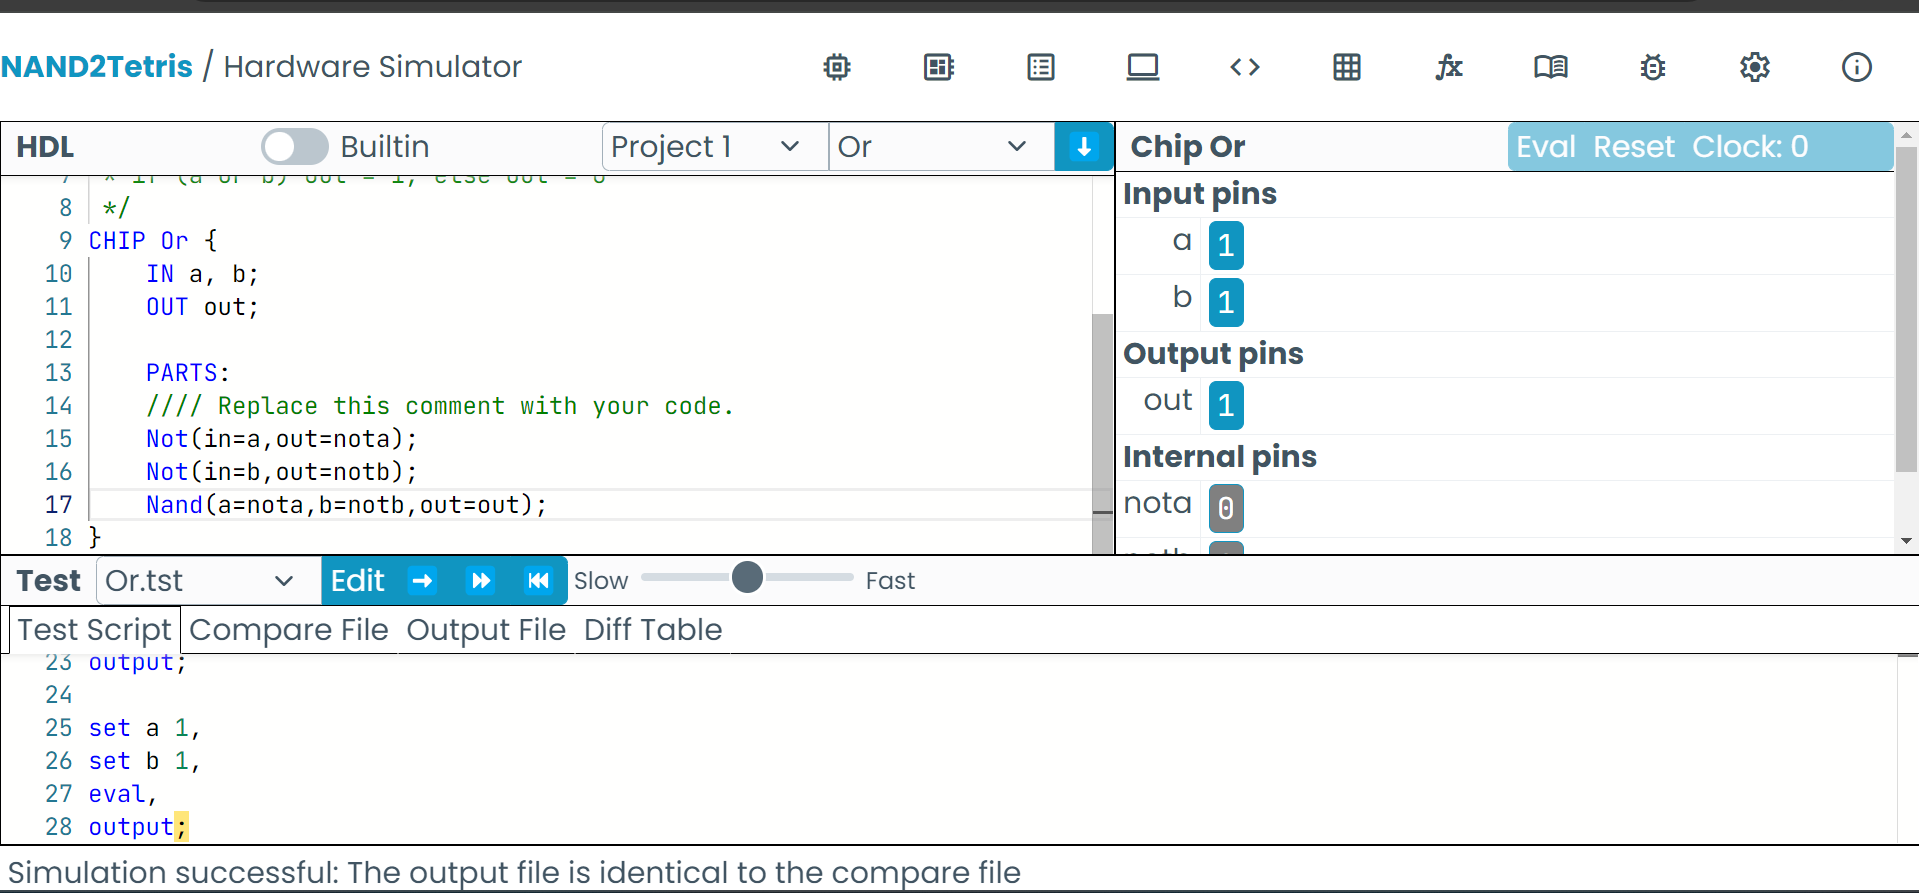 NAND2Tetris / Hardware Simulator
HDL Builtin Project 1 Or
7 * if (a or b) out = 1, else out = 0
8 */
9 CHIP Or {
10 IN a, b;
11 OUT out;
12
13 PARTS:
14 //// Replace this comment with your code.
15 Not(in=a,out=nota);
16 Not(in=b,out=notb);
17 Nand(a=nota,b=notb,out=out);
18 }
Chip Or Eval Reset Clock: 0
Input pins
a 1
b 1
Output pins
out 1
Internal pins
nota 0
notb
Test Or.tst Edit Slow Fast
Test Script Compare File Output File Diff Table
23 output;
24
25 set a 1,
26 set b 1,
27 eval,
28 output;
Simulation successful: The output file is identical to the compare file